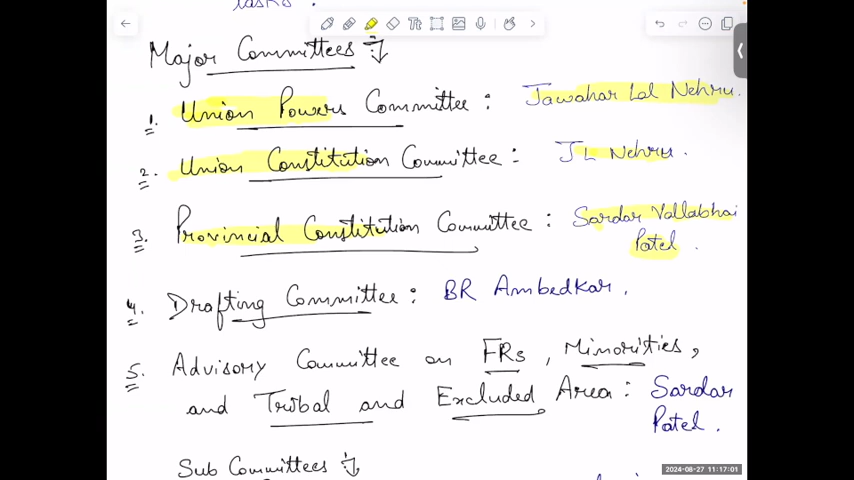 tasks.
Major Committees
1. Union Powers Committee : Jawahar Lal Nehru.
2. Union Constitution Committee : JL Nehru.
3. Provincial Constitution Committee : Sardar Vallabhai
Patel.
4. Drafting Committee : BR Ambedkar.
5. Advisory Committee on FRs, Minorities,
and Tribal and Excluded Area : Sardar
Patel.
Sub Committees
2024-08-27 11:17:01